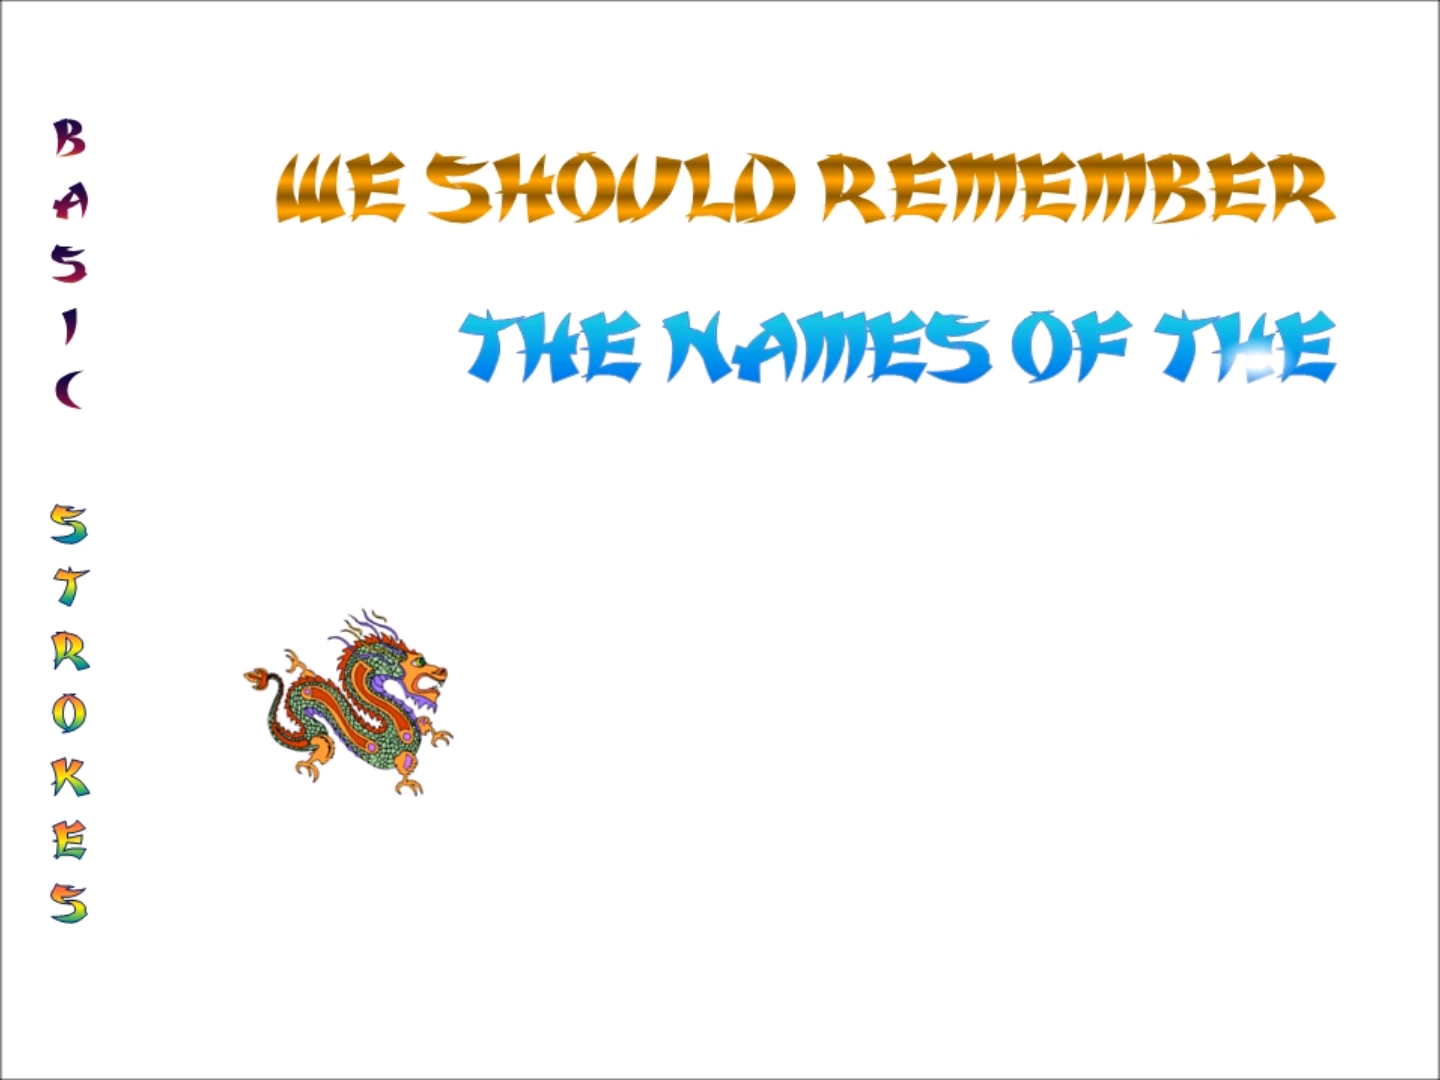 BASIC STROKES
WE SHOULD REMEMBER
THE NAMES OF THE